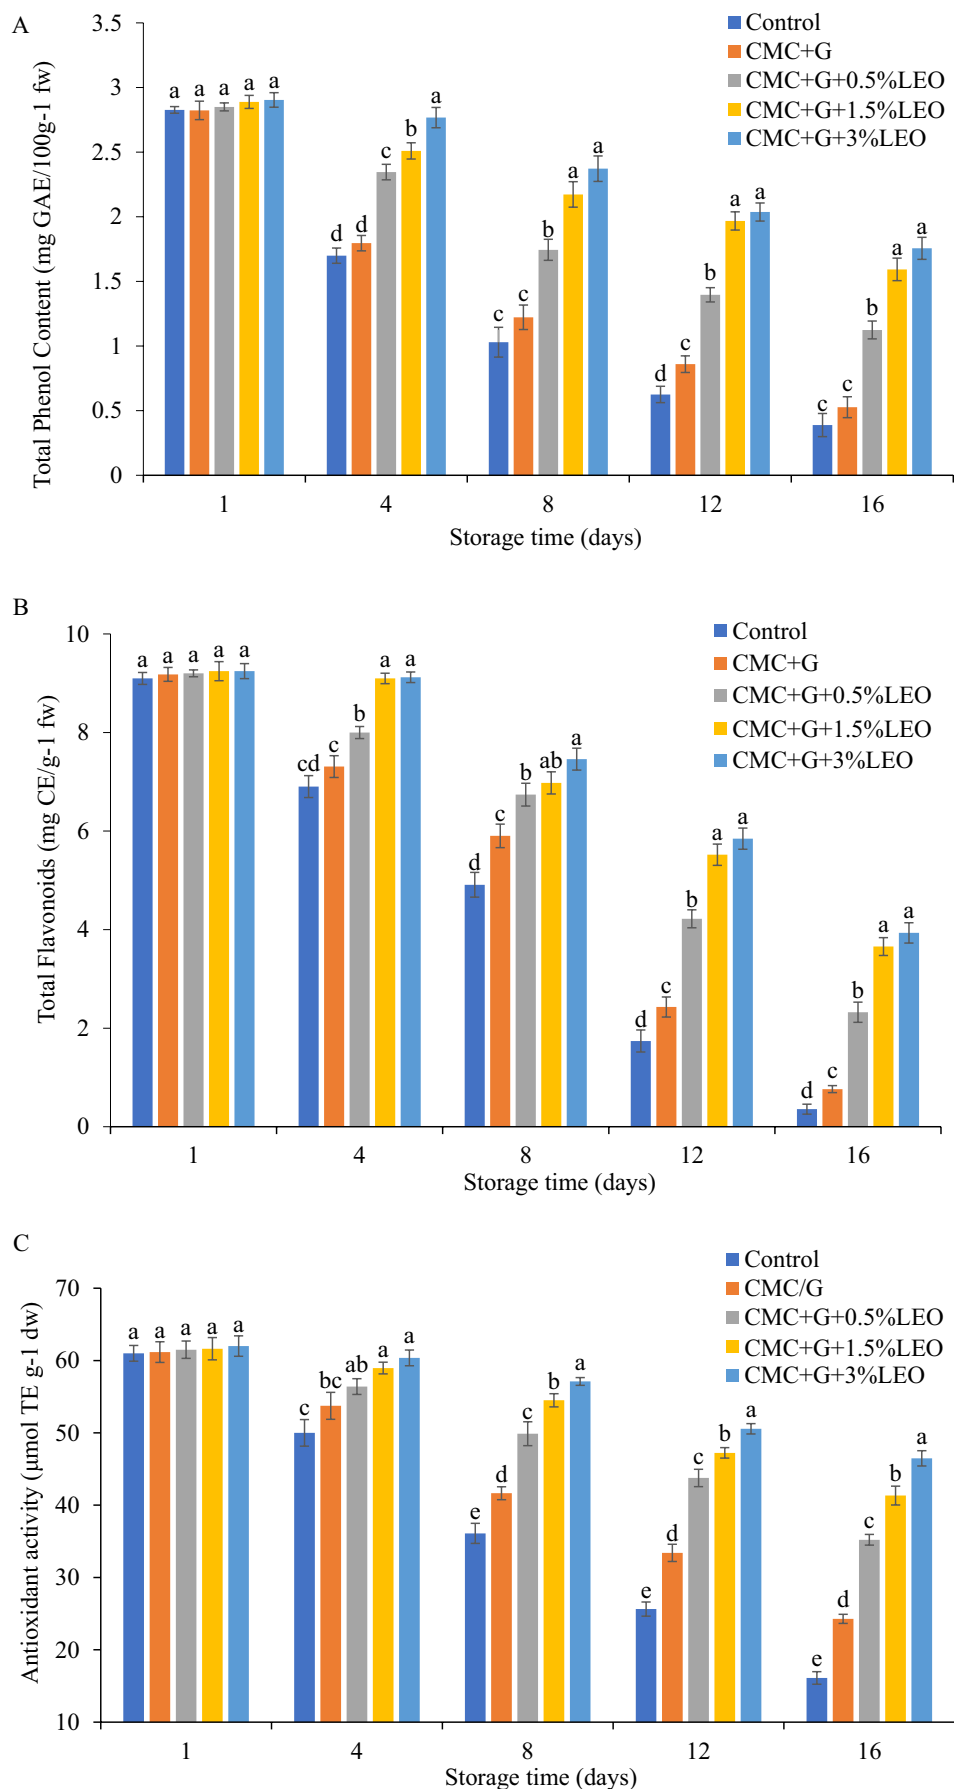 A
Total Phenol Content (mg GAE/100g-1 fw)
3.5
3
2.5
2
1.5
1
0.5
0
Control
CMC+G
CMC+G+0.5%LEO
CMC+G+1.5%LEO
CMC+G+3%LEO
a a a a a
d d c b a
c c b a a
d c b a a
c c b a a
1 4 8 12 16
Storage time (days)
B
Total Flavonoids (mg CE/g-1 fw)
10
8
6
4
2
0
Control
CMC+G
CMC+G+0.5%LEO
CMC+G+1.5%LEO
CMC+G+3%LEO
a a a a a
cd c b a a
d c b ab a
d c b a a
d c b a a
1 4 8 12 16
Storage time (days)
C
Antioxidant activity (µmol TE g-1 dw)
70
60
50
40
30
20
10
Control
CMC/G
CMC+G+0.5%LEO
CMC+G+1.5%LEO
CMC+G+3%LEO
a a a a a
c bc ab a a
e d c b a
e d c b a
e d c b a
1 4 8 12 16
Storage time (days)